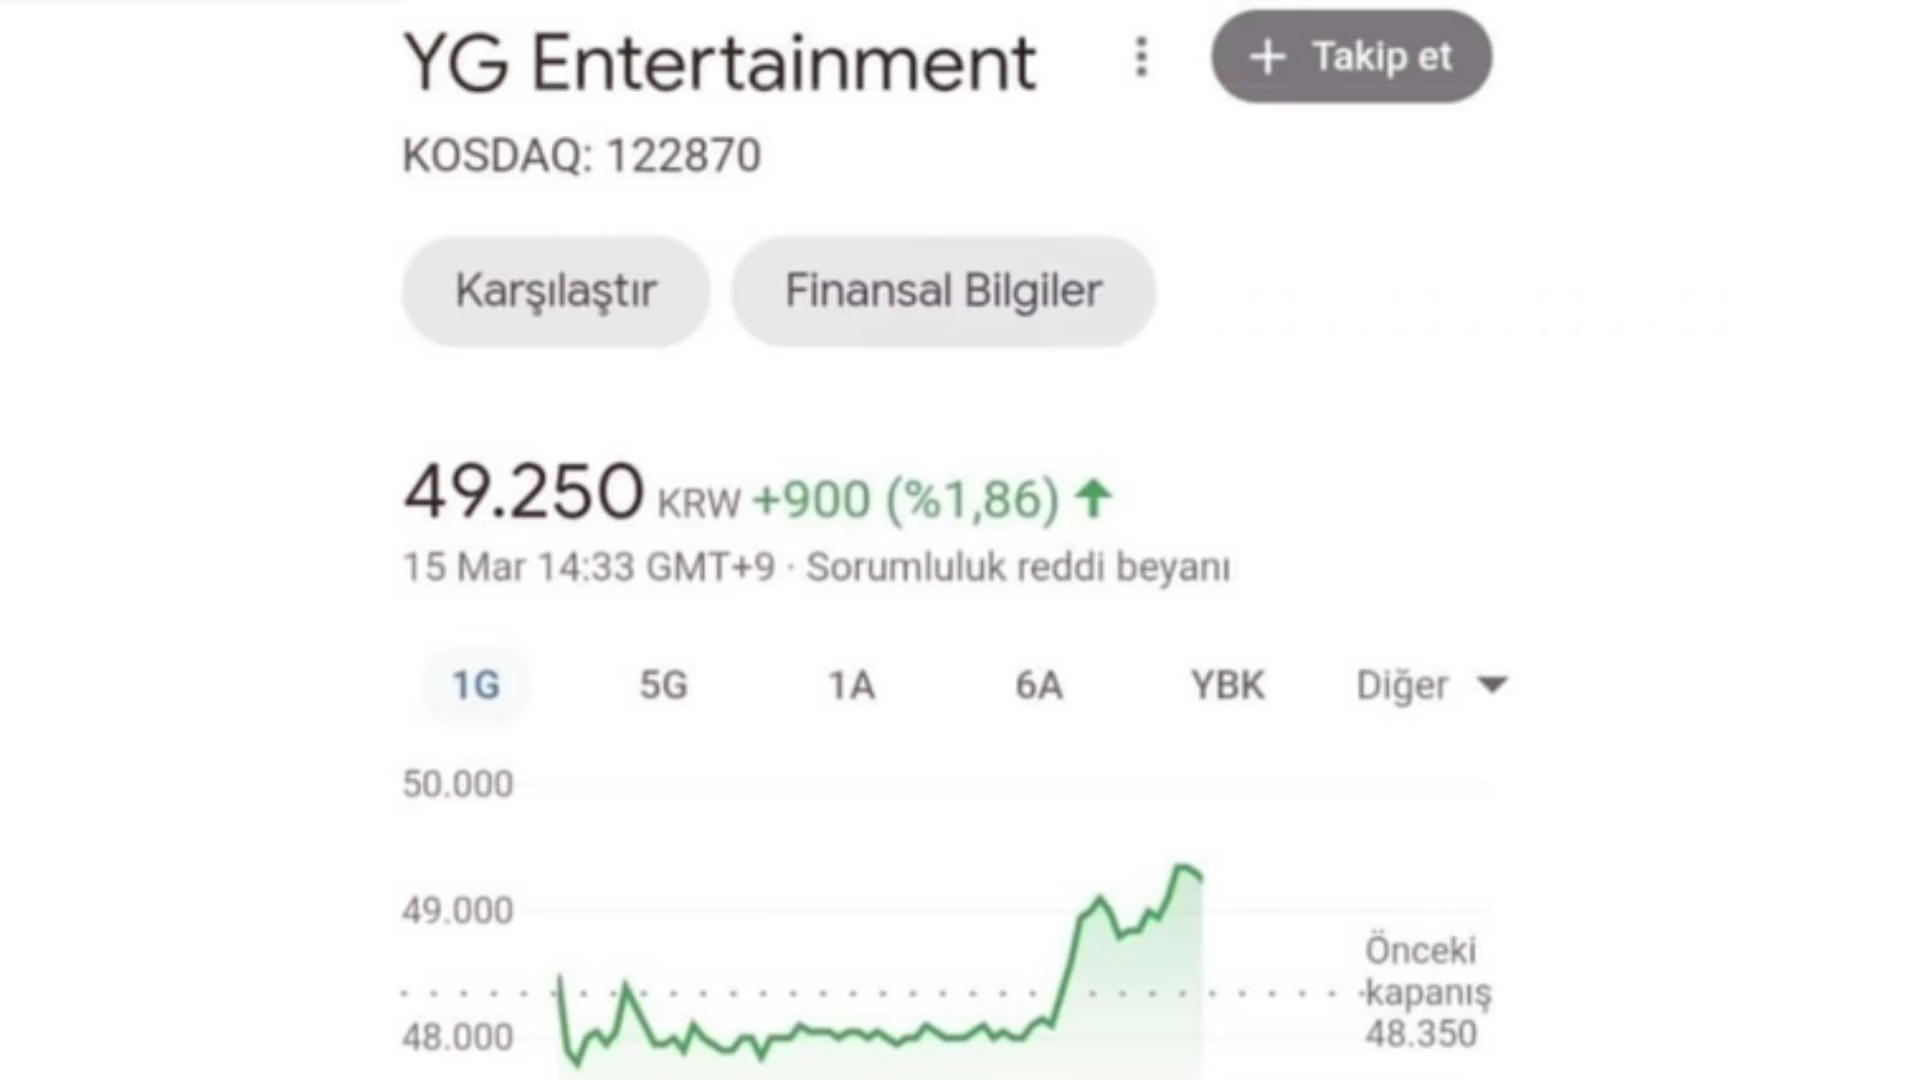 YG Entertainment
+ Takip et
KOSDAQ: 122870
Karşılaştır
Finansal Bilgiler
49.250 KRW +900 (%1,86)
15 Mar 14:33 GMT+9 · Sorumluluk reddi beyanı
1G 5G 1A 6A YBK Diğer
50.000
49.000
48.000
Önceki
kapanış
48.350